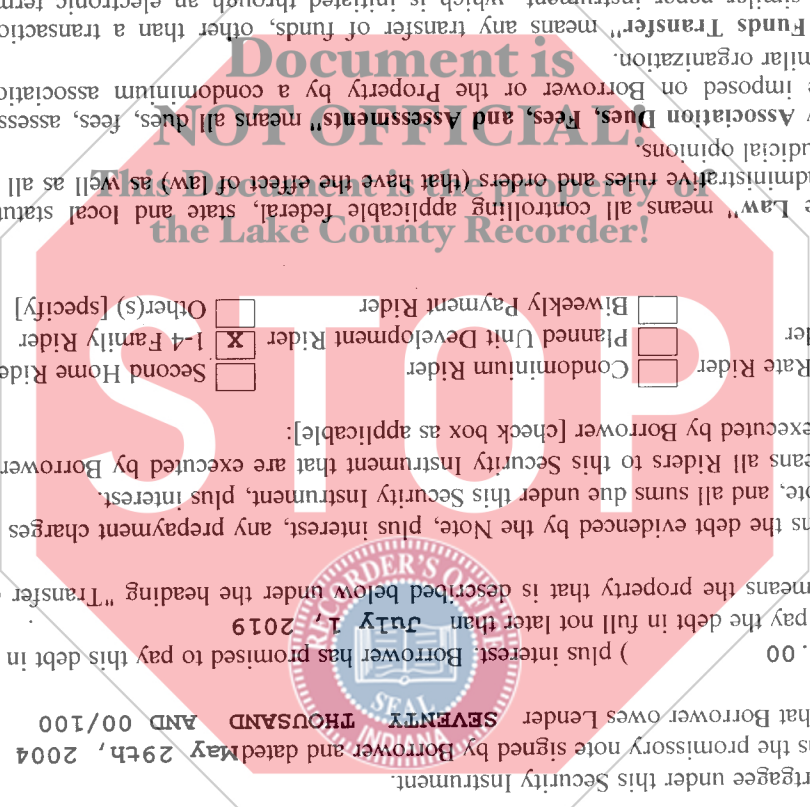 rtgagee under this Security Instrument.
s the promissory note signed by Borrower and dated May 29th, 2004
hat Borrower owes Lender SEVENTY THOUSAND AND 00/100
.00 ) plus interest. Borrower has promised to pay this debt in
pay the debt in full not later than July 1, 2019 .
means the property that is described below under the heading "Transfer
ns the debt evidenced by the Note, plus interest, any prepayment charges
ote, and all sums due under this Security Instrument, plus interest.
eans all Riders to this Security Instrument that are executed by Borrower
executed by Borrower [check box as applicable]:
Rate Rider Condominium Rider Second Home Ride
der Planned Unit Development Rider X 1-4 Family Rider
Biweekly Payment Rider Other(s) [specify]
e Law" means all controlling applicable federal, state and local statut
dministrative rules and orders (that have the effect of law) as well as all
udicial opinions.
y Association Dues, Fees, and Assessments" means all dues, fees, assess
e imposed on Borrower or the Property by a condominium associatio
milar organization.
Funds Transfer" means any transfer of funds, other than a transactio
similar paper instrument, which is initiated through an electronic term
Document is
NOT OFFICIAL!
This Document is the property of
the Lake County Recorder!
STOP
RECORDER'S OFFICE
SEAL
INDIANA